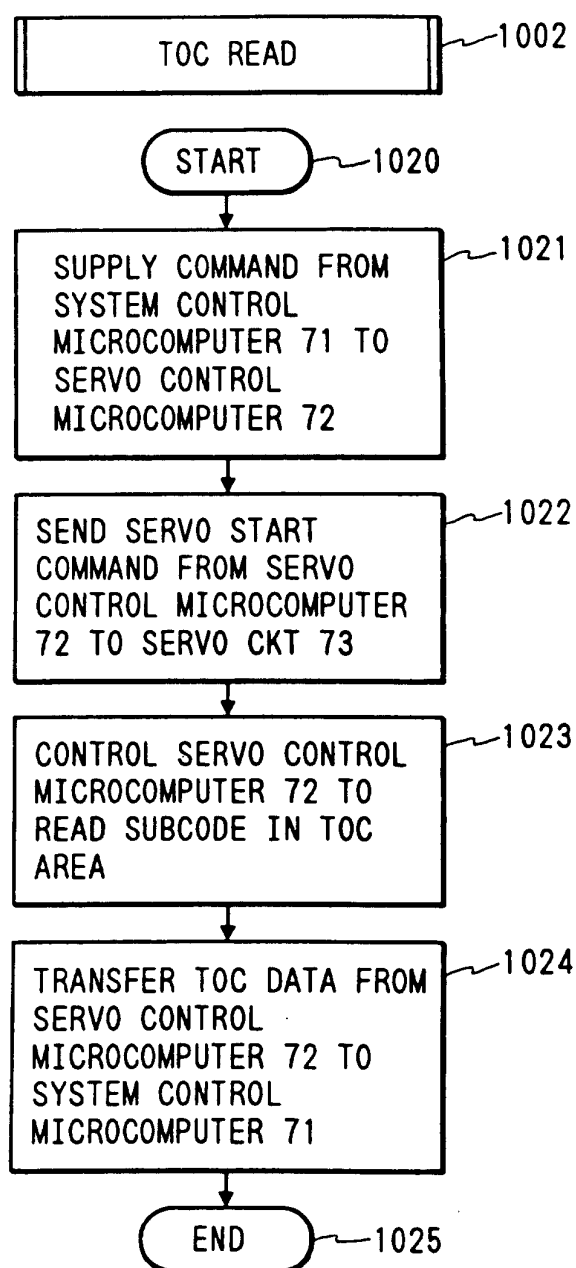 TOC READ
1002
START
1020
SUPPLY COMMAND FROM
SYSTEM CONTROL
MICROCOMPUTER 71 TO
SERVO CONTROL
MICROCOMPUTER 72
1021
SEND SERVO START
COMMAND FROM SERVO
CONTROL MICROCOMPUTER
72 TO SERVO CKT 73
1022
CONTROL SERVO CONTROL
MICROCOMPUTER 72 TO
READ SUBCODE IN TOC
AREA
1023
TRANSFER TOC DATA FROM
SERVO CONTROL
MICROCOMPUTER 72 TO
SYSTEM CONTROL
MICROCOMPUTER 71
1024
END
1025